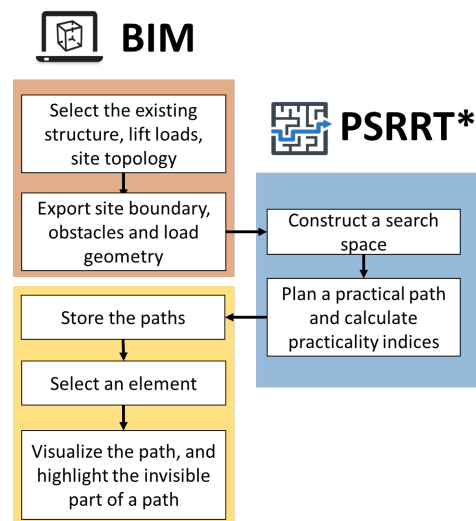 BIM
Select the existing
structure, lift loads,
site topology
Export site boundary,
obstacles and load
geometry
PSRRT*
Construct a search
space
Plan a practical path
and calculate
practicality indices
Store the paths
Select an element
Visualize the path, and
highlight the invisible
part of a path